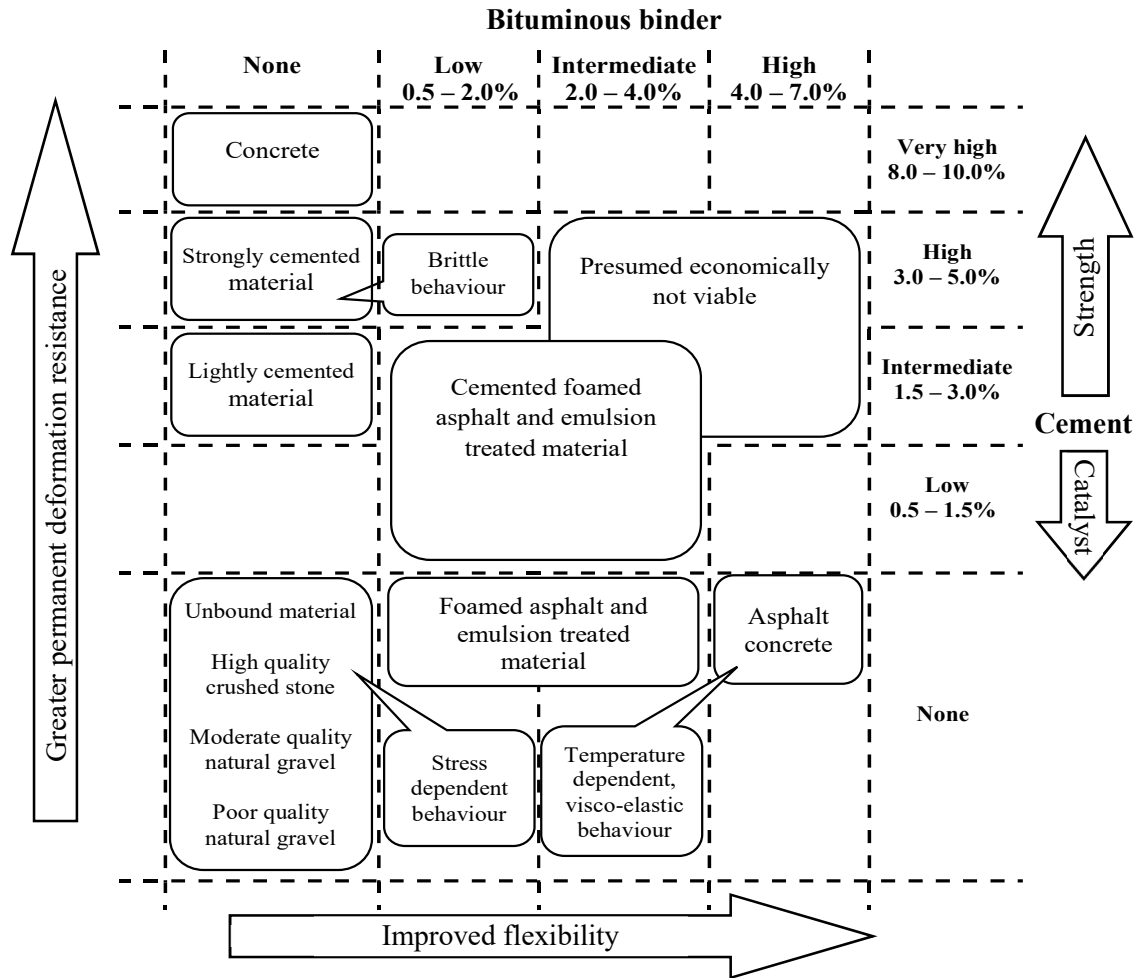 Bituminous binder
None
Low
0.5 – 2.0%
Intermediate
2.0 – 4.0%
High
4.0 – 7.0%
Greater permanent deformation resistance
Concrete
Very high
8.0 – 10.0%
Strongly cemented
material
Brittle
behaviour
Presumed economically
not viable
High
3.0 – 5.0%
Strength
Lightly cemented
material
Cemented foamed
asphalt and emulsion
treated material
Intermediate
1.5 – 3.0%
Cement
Low
0.5 – 1.5%
Catalyst
Unbound material
High quality
crushed stone
Moderate quality
natural gravel
Poor quality
natural gravel
Foamed asphalt and
emulsion treated
material
Asphalt
concrete
None
Stress
dependent
behaviour
Temperature
dependent,
visco-elastic
behaviour
Improved flexibility